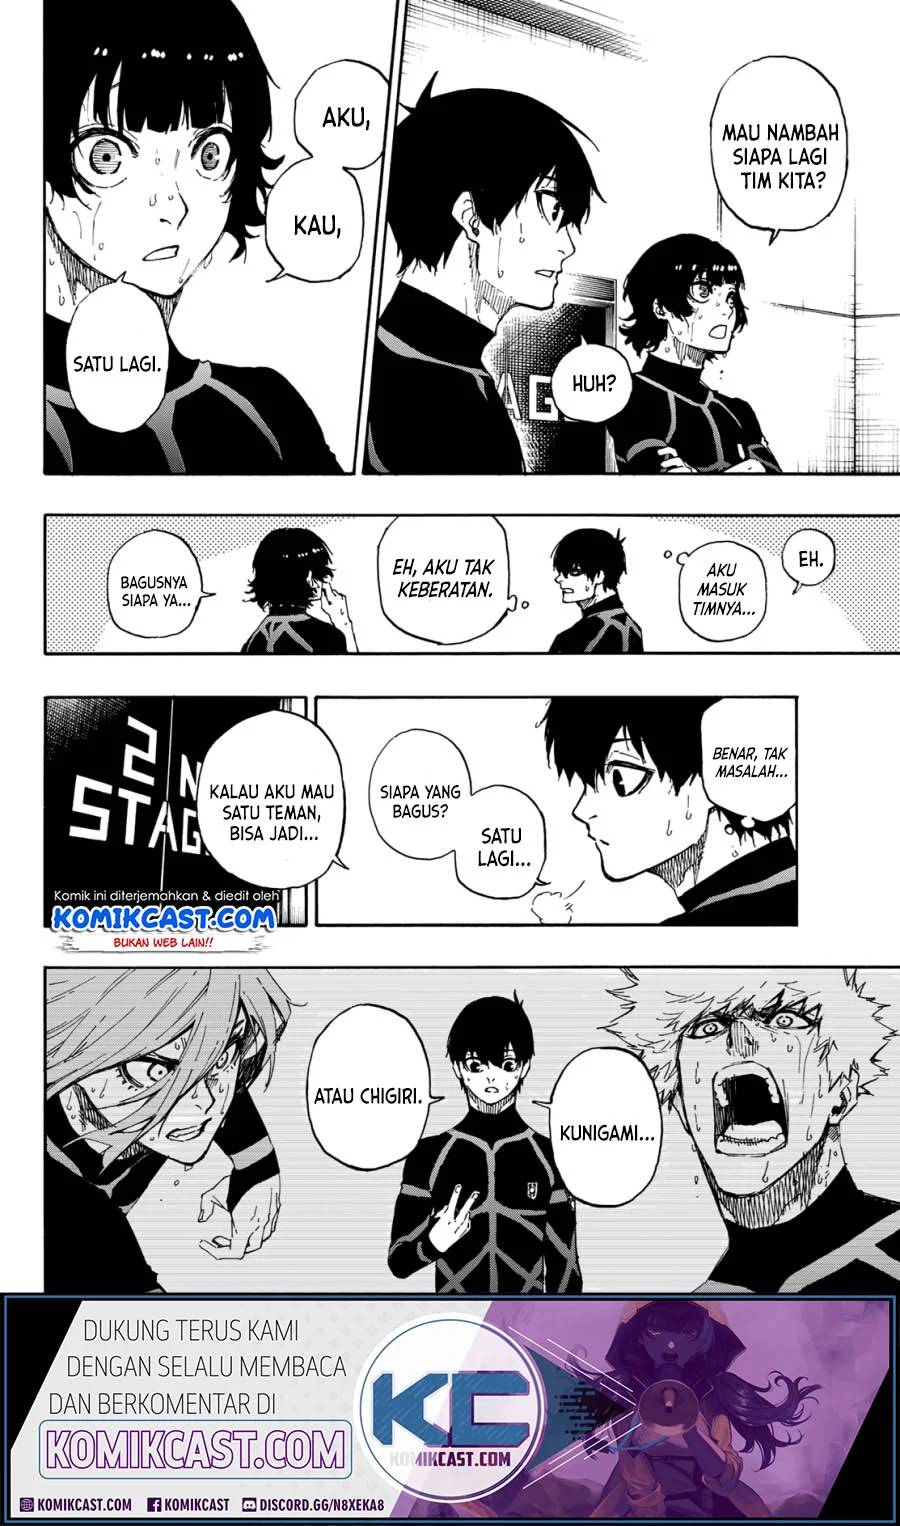 MAU NAMBAH
SIAPA LAGI
TIM KITA?
HUH?
AG
AKU,
KAU,
SATU LAGI.
EH.
AKU
MASUK
TIMNYA...
EH, AKU TAK
KEBERATAN.
BAGUSNYA
SIAPA YA...
BENAR, TAK
MASALAH...
SIAPA YANG
BAGUS?
SATU
LAGI...
KALAU AKU MAU
SATU TEMAN,
BISA JADI...
2 N
STAG
Komik ini diterjemahkan & diedit oleh
KOMIKCAST.COM
BUKAN WEB LAIN!!
KUNIGAMI...
ATAU CHIGIRI.
DUKUNG TERUS KAMI
DENGAN SELALU MEMBACA
DAN BERKOMENTAR DI
KOMIKCAST.COM
KC
KOMIKCAST.COM
KOMIKCAST.COM
KOMIKCAST
DISCORD.GG/N8XEKA8